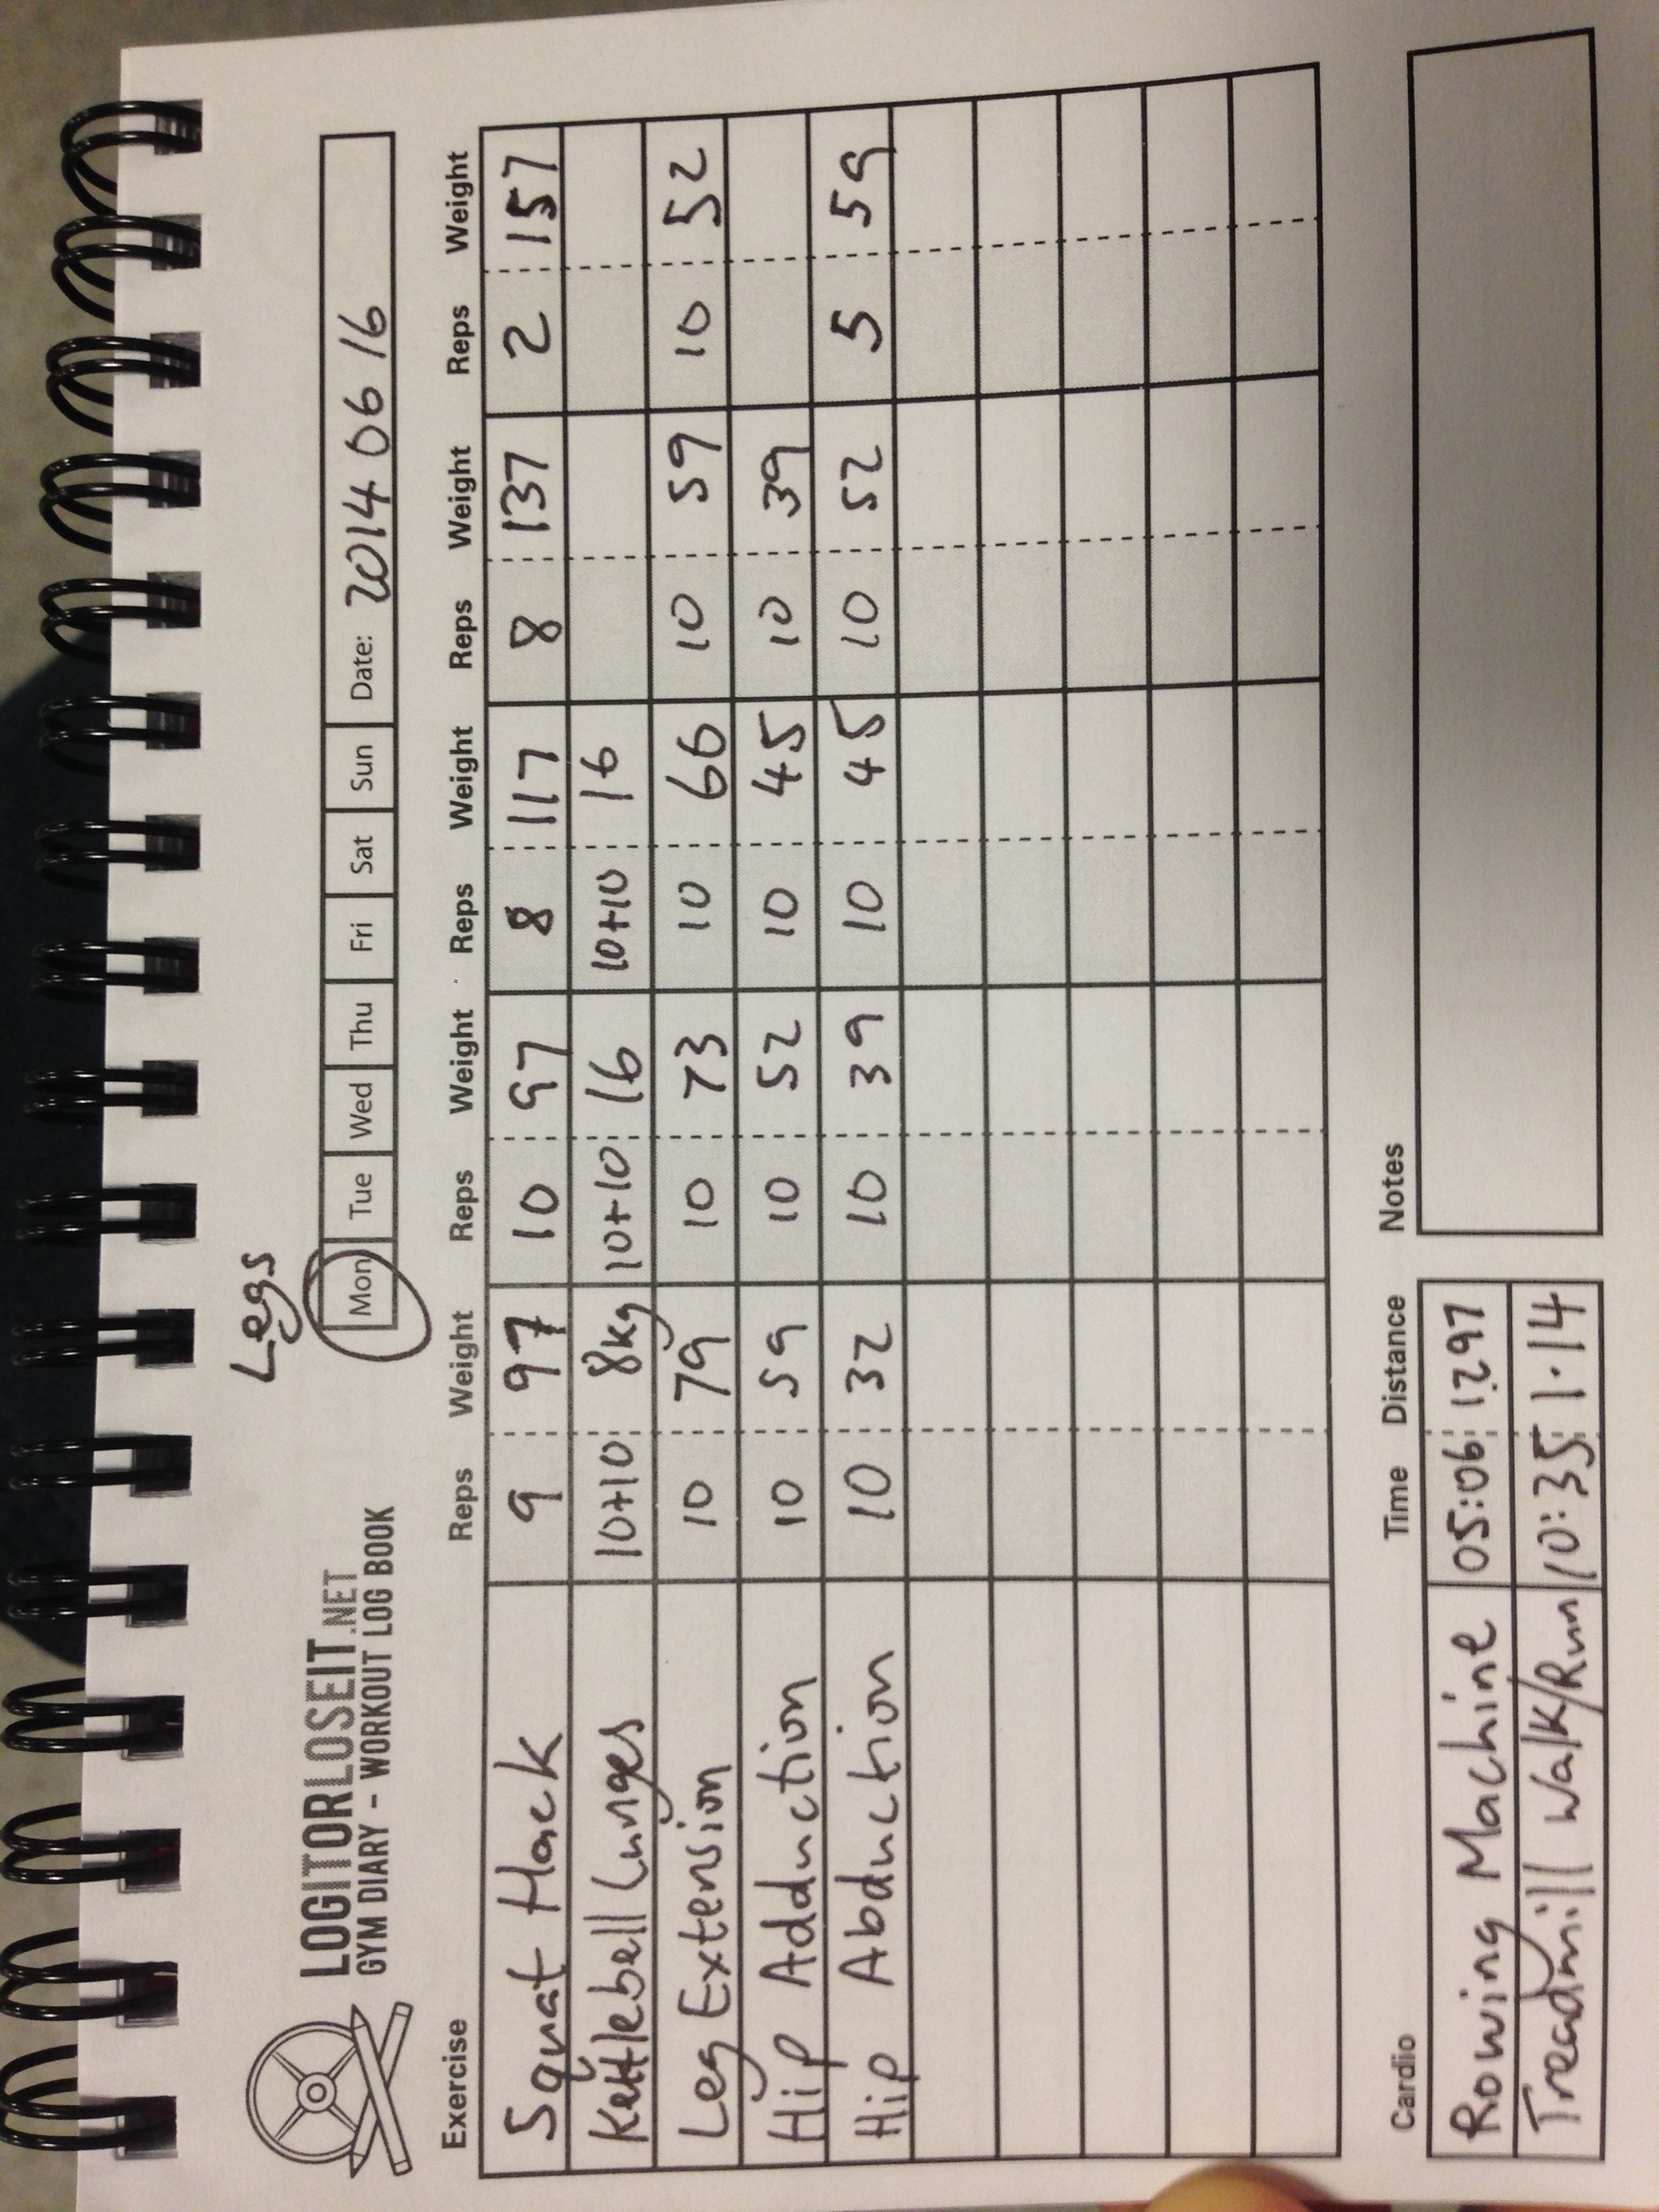 Legs
LOGITORLOSEIT.NET
GYM DIARY - WORKOUT LOG BOOK
Mon Tue Wed Thu Fri Sat Sun Date: 2014 06 16
Exercise Reps Weight Reps Weight Reps Weight Reps Weight Reps Weight
Squat Hack 9 97 10 97 8 117 8 137 2 157
Kettlebell Lunges 10+10 8kg 10+10 16 10+10 16
Leg Extension 10 79 10 73 10 66 10 59 10 52
Hip Adduction 10 59 10 52 10 45 10 39
Hip Abduction 10 32 10 39 10 45 10 52 5 59
Cardio Time Distance Notes
Rowing Machine 05:06 1.297
Treadmill Walk/Run 10:35 1.14